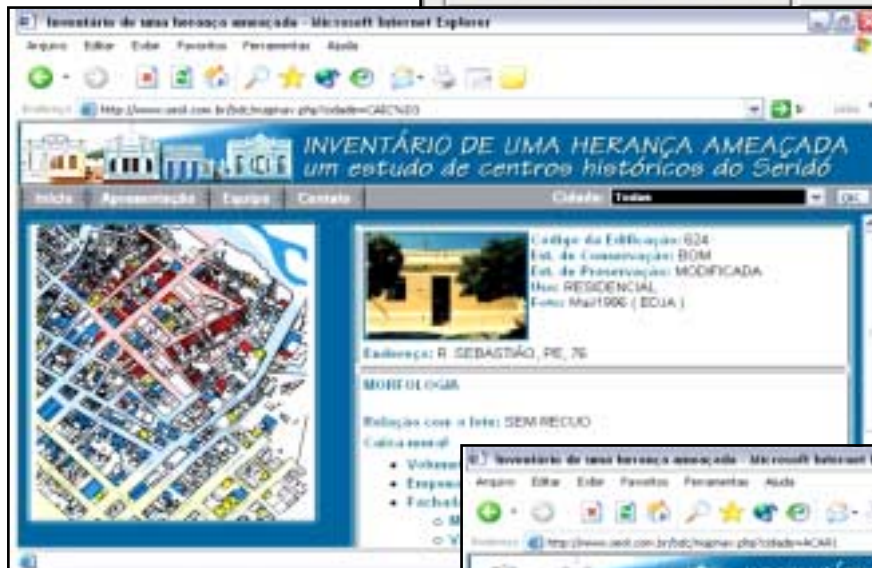 Inventário de uma herança ameaçada - Microsoft Internet Explorer
Arquivo Editar Exibir Favoritos Ferramentas Ajuda
INVENTÁRIO DE UMA HERANÇA AMEAÇADA
um estudo de centros históricos do Seridó
Início Apresentação Equipe Contato Cidade: Todas OK
Código da Edificação: 624
Est. de Conservação: BOM
Est. de Preservação: MODIFICADA
Uso: RESIDENCIAL
Foto: Mai/1996 ( EDJA )
Endereço: R. SEBASTIÃO, PE, 76
MORFOLOGIA
Relação com o lote: SEM RECUO
Caixa mural
Inventário de uma herança ameaçada - Microsoft Internet
Arquivo Editar Exibir Favoritos Ferramentas Ajuda